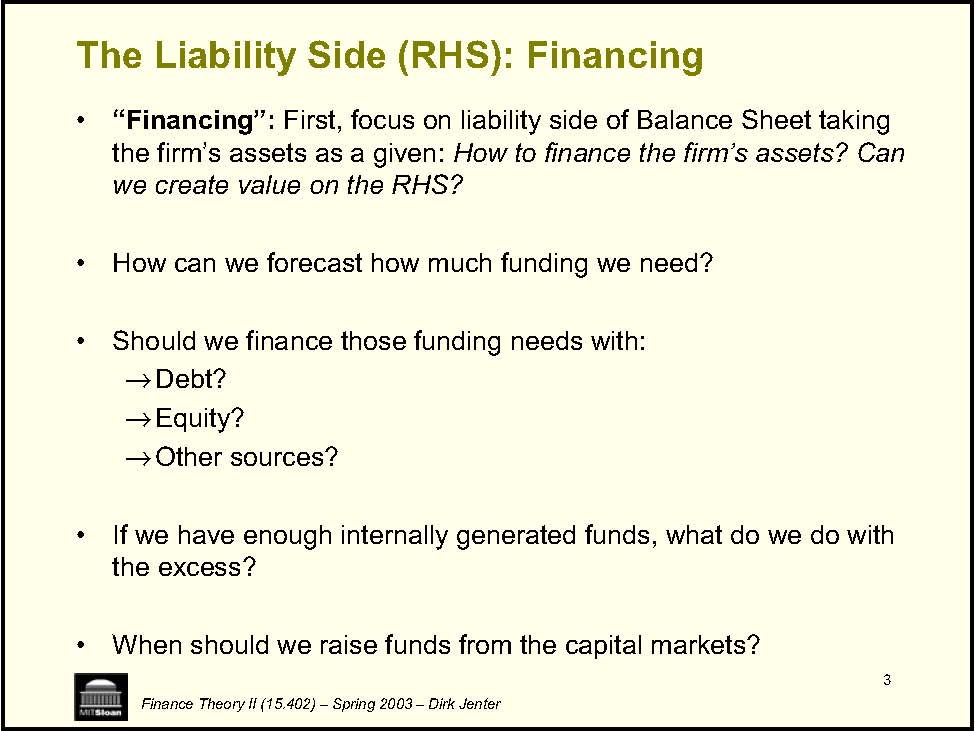 The Liability Side (RHS): Financing
• “Financing”: First, focus on liability side of Balance Sheet taking
the firm’s assets as a given: How to finance the firm’s assets? Can
we create value on the RHS?
• How can we forecast how much funding we need?
• Should we finance those funding needs with:
→Debt?
→Equity?
→Other sources?
• If we have enough internally generated funds, what do we do with
the excess?
• When should we raise funds from the capital markets?
3
MITSloan
Finance Theory II (15.402) – Spring 2003 – Dirk Jenter